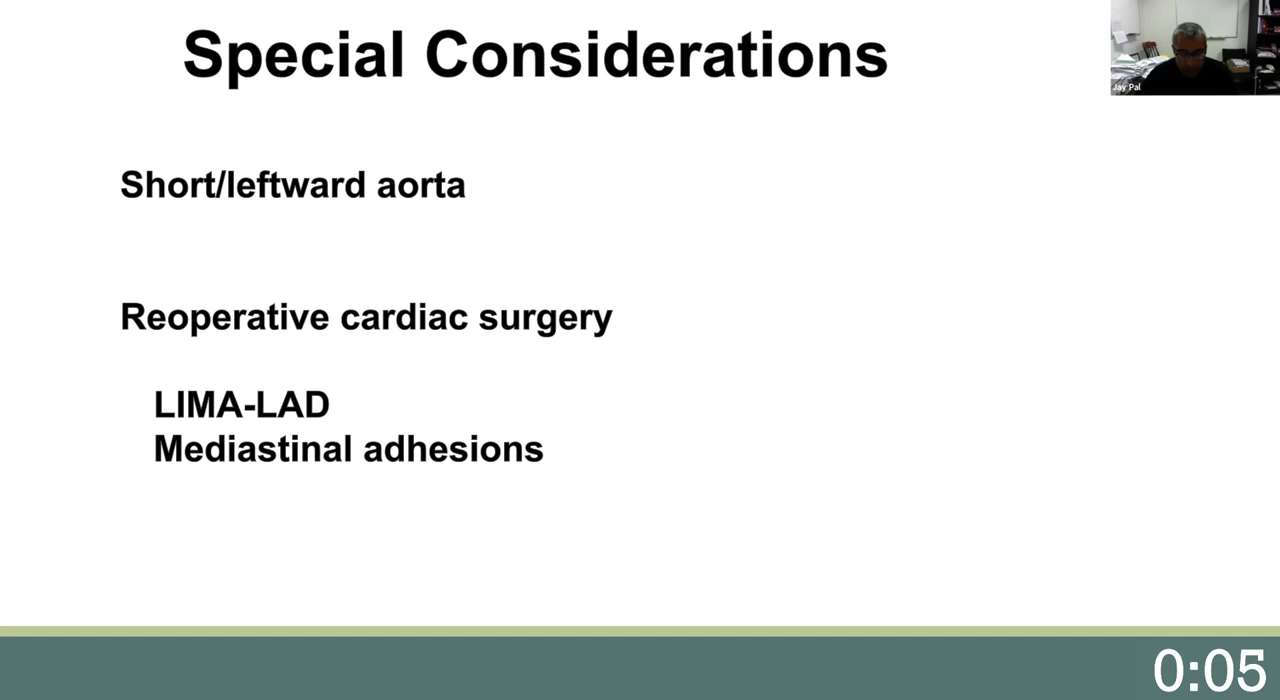 Special Considerations
Jay Pal
Short/leftward aorta
Reoperative cardiac surgery
LIMA-LAD
Mediastinal adhesions
0:05